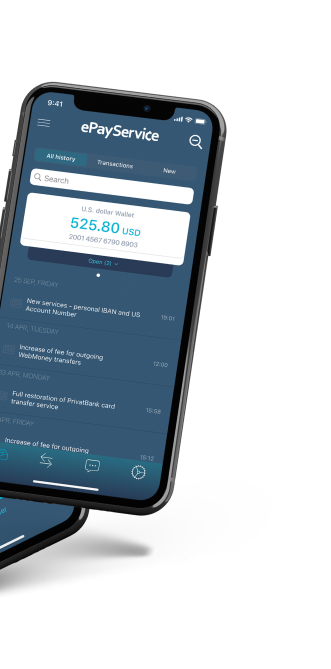 9:41
ePayService
All history
Transactions
New
Search
U.S. dollar Wallet
525.80 USD
2001 4567 6790 8903
Open (3)
25 SEP, FRIDAY
New services – personal IBAN and US
Account Number
18:01
14 APR, TUESDAY
Increase of fee for outgoing
WebMoney transfers
12:00
13 APR, MONDAY
Full restoration of PrivatBank card
transfer service
15:58
APR, FRIDAY
Increase of fee for outgoing
15:12